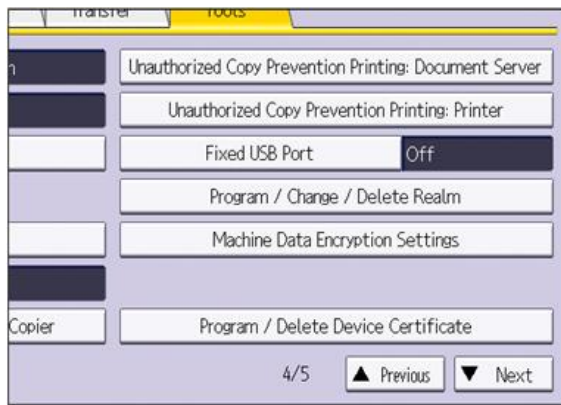 Transfer
Tools
Unauthorized Copy Prevention Printing: Document Server
Unauthorized Copy Prevention Printing: Printer
Fixed USB Port
Off
Program / Change / Delete Realm
Machine Data Encryption Settings
Copier
Program / Delete Device Certificate
4/5
▲ Previous
▼ Next